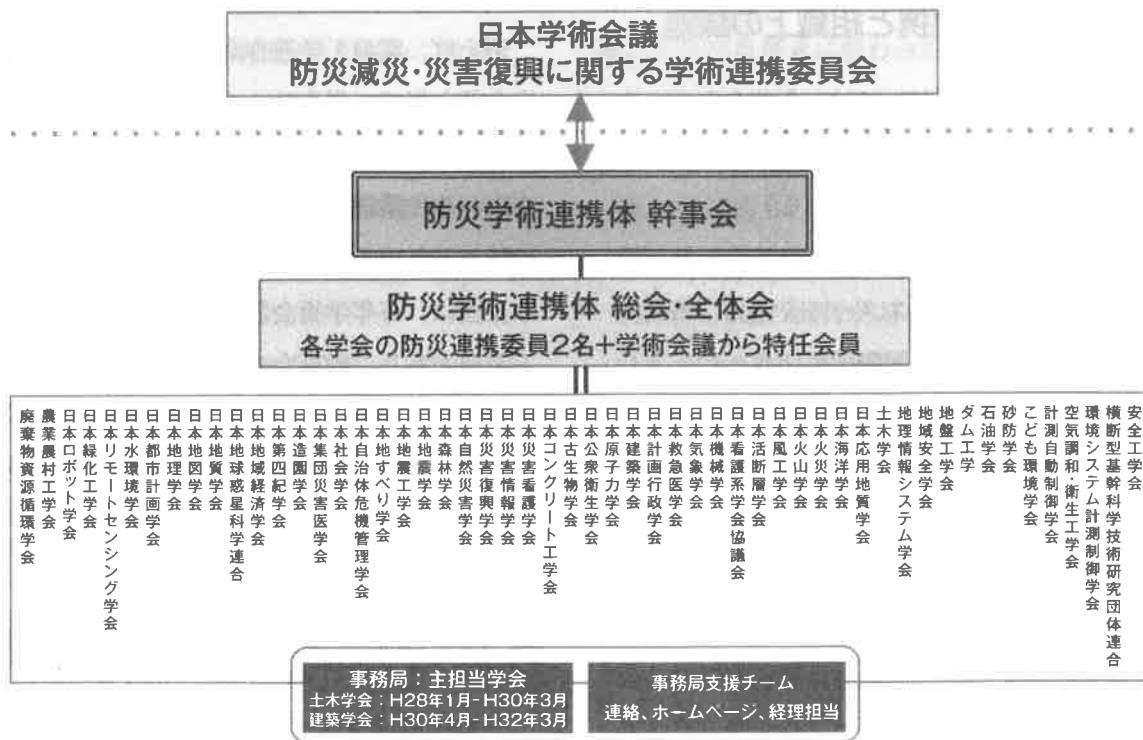 日本学術会議
防災減災・災害復興に関する学術連携委員会
防災学術連携体 幹事会
防災学術連携体 総会・全体会
各学会の防災連携委員2名+学術会議から特任会員
安全工学会
横断型基幹科学技術研究団体連合
環境システム計測制御学会
空気調和・衛生工学会
計測自動制御学会
こども環境学会
砂防学会
石油学会
ダム工学
地盤工学会
地域安全学会
地理情報システム学会
土木学会
日本応用地質学会
日本海洋学会
日本火災学会
日本火山学会
日本風工学会
日本活断層学会
日本看護系学会協議会
日本機械学会
日本気象学会
日本救急医学会
日本計画行政学会
日本建築学会
日本原子力学会
日本公衆衛生学会
日本古生物学会
日本コンクリート工学会
日本災害看護学会
日本災害情報学会
日本災害復興学会
日本自然災害学会
日本森林学会
日本地震学会
日本地震工学会
日本地すべり学会
日本自治体危機管理学会
日本社会学会
日本集団災害医学会
日本造園学会
日本第四紀学会
日本地域経済学会
日本地球惑星科学連合
日本地質学会
日本地図学会
日本地理学会
日本都市計画学会
日本水環境学会
日本リモートセンシング学会
日本緑化工学会
日本ロボット学会
農業農村工学会
廃棄物資源循環学会
事務局：主担当学会
土木学会：H28年1月-H30年3月
建築学会：H30年4月-H32年3月
事務局支援チーム
連絡、ホームページ、経理担当